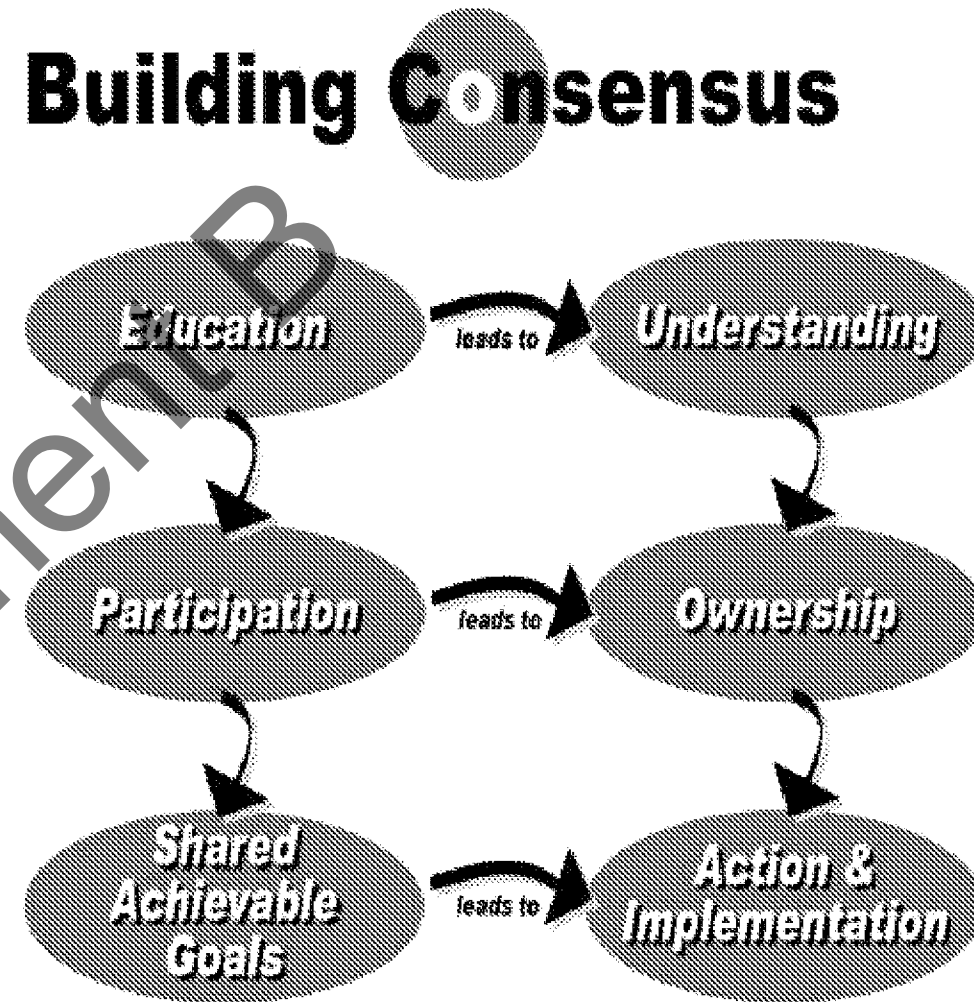 Building Consensus
Education
leads to
Understanding
Participation
leads to
Ownership
Shared
Achievable
Goals
leads to
Action &
Implementation
B